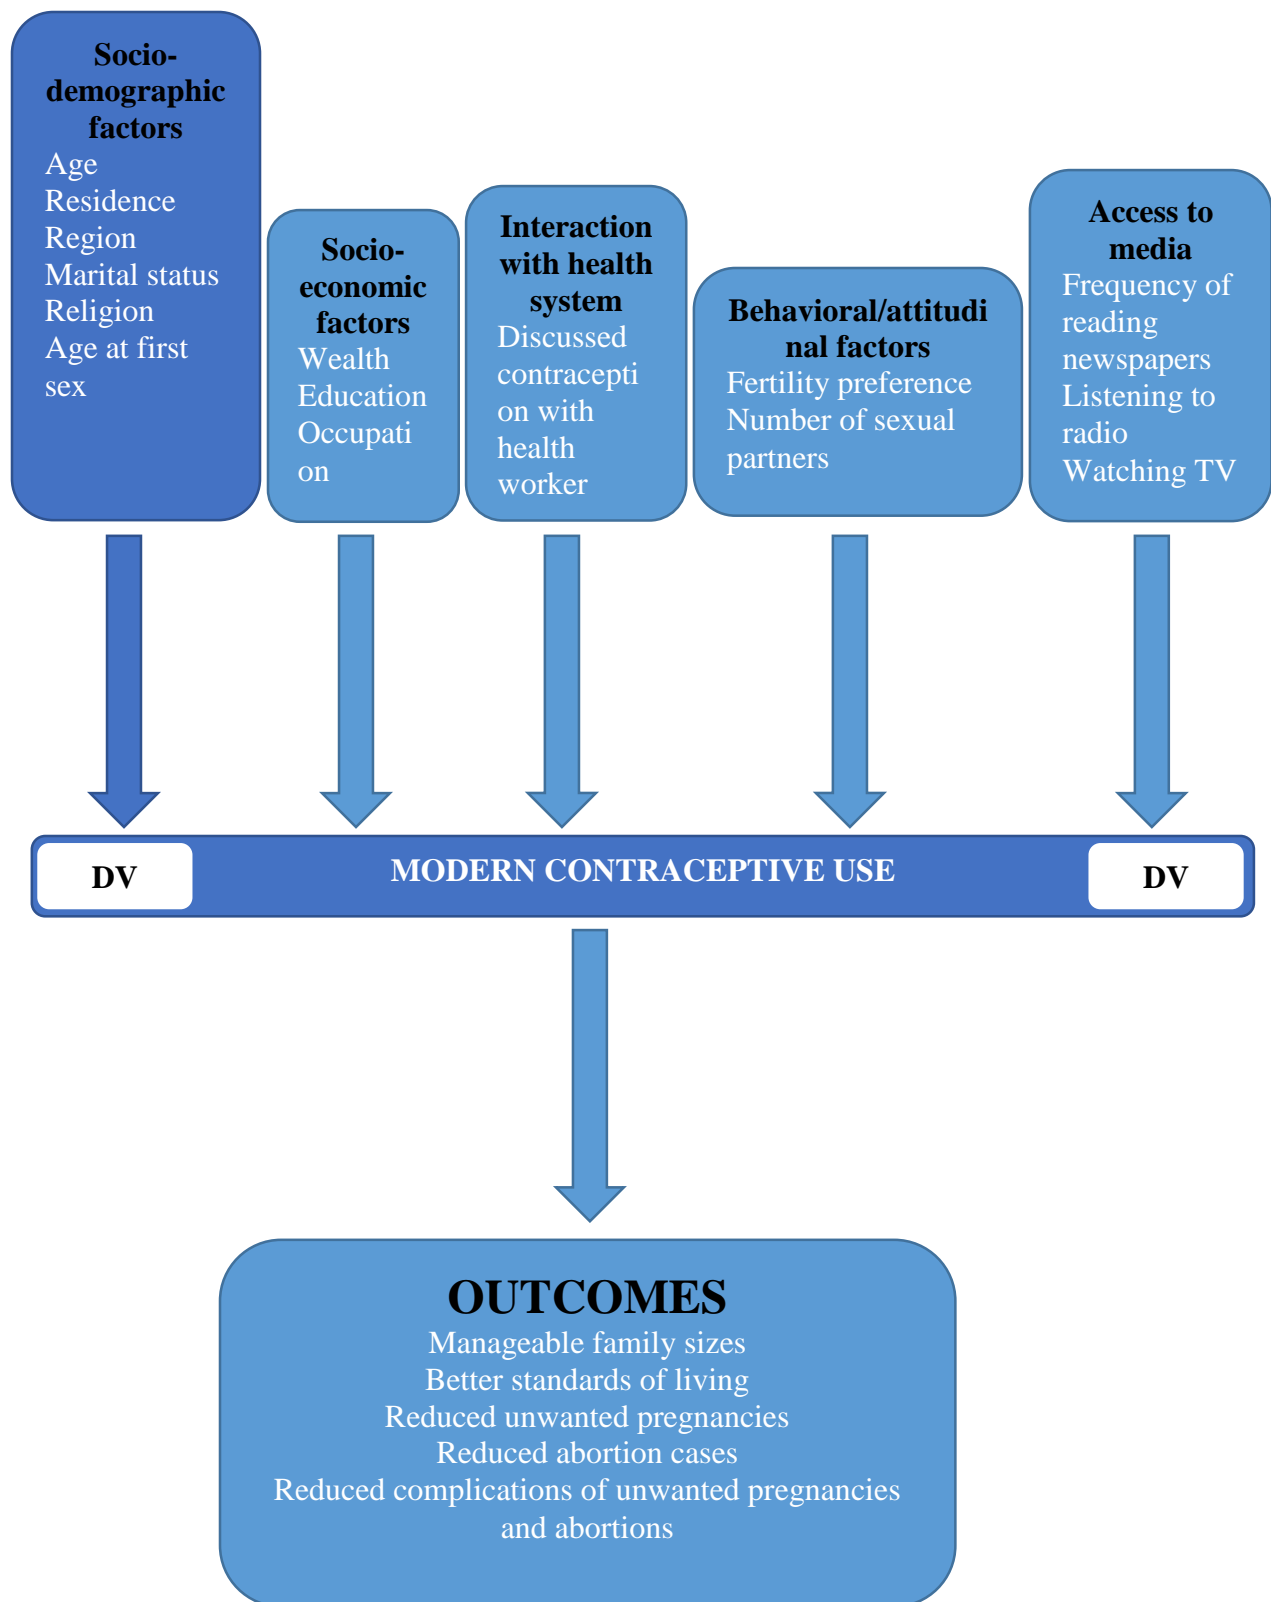 Socio-
demographic
factors
Age
Residence
Region
Marital status
Religion
Age at first
sex
Socio-
economic
factors
Wealth
Education
Occupati
on
Interaction
with health
system
Discussed
contracepti
on with
health
worker
Behavioral/attitudi
nal factors
Fertility preference
Number of sexual
partners
Access to
media
Frequency of
reading
newspapers
Listening to
radio
Watching TV
DV
MODERN CONTRACEPTIVE USE
DV
OUTCOMES
Manageable family sizes
Better standards of living
Reduced unwanted pregnancies
Reduced abortion cases
Reduced complications of unwanted pregnancies
and abortions